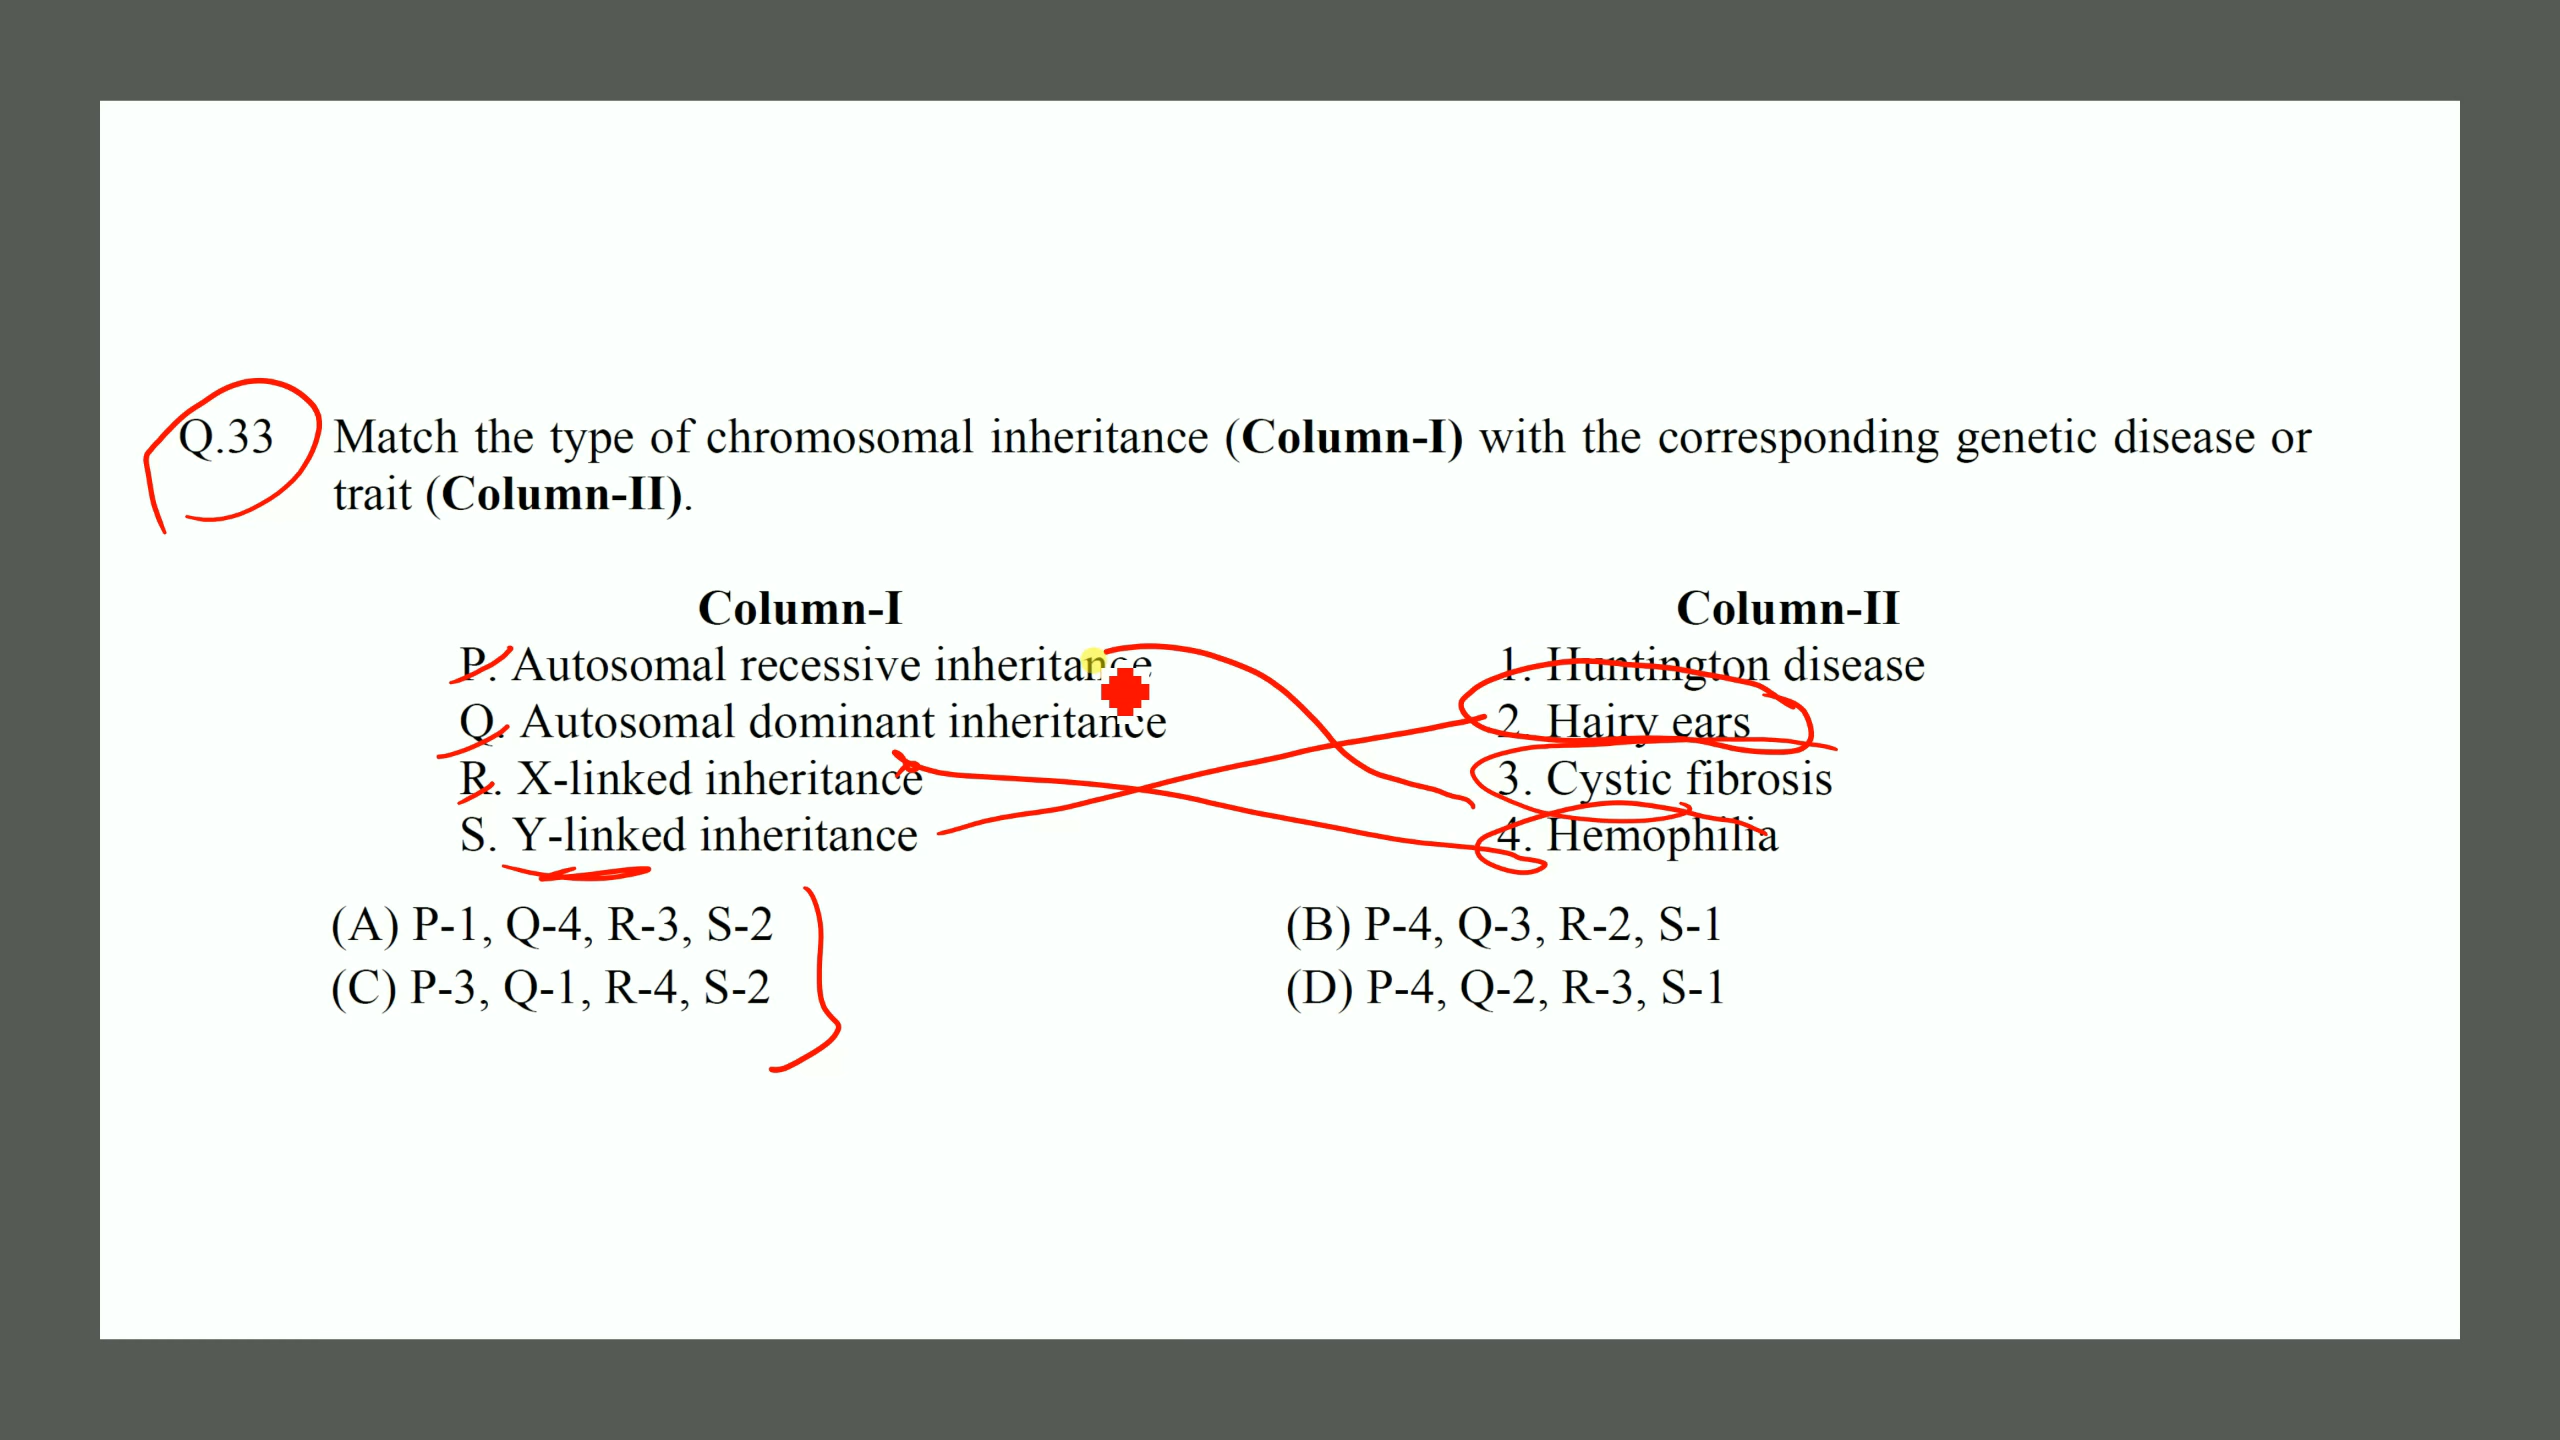 Q.33 Match the type of chromosomal inheritance (Column-I) with the corresponding genetic disease or
trait (Column-II).
Column-I Column-II
P. Autosomal recessive inheritance 1. Huntington disease
Q. Autosomal dominant inheritance 2. Hairy ears
R. X-linked inheritance 3. Cystic fibrosis
S. Y-linked inheritance 4. Hemophilia
(A) P-1, Q-4, R-3, S-2 (B) P-4, Q-3, R-2, S-1
(C) P-3, Q-1, R-4, S-2 (D) P-4, Q-2, R-3, S-1